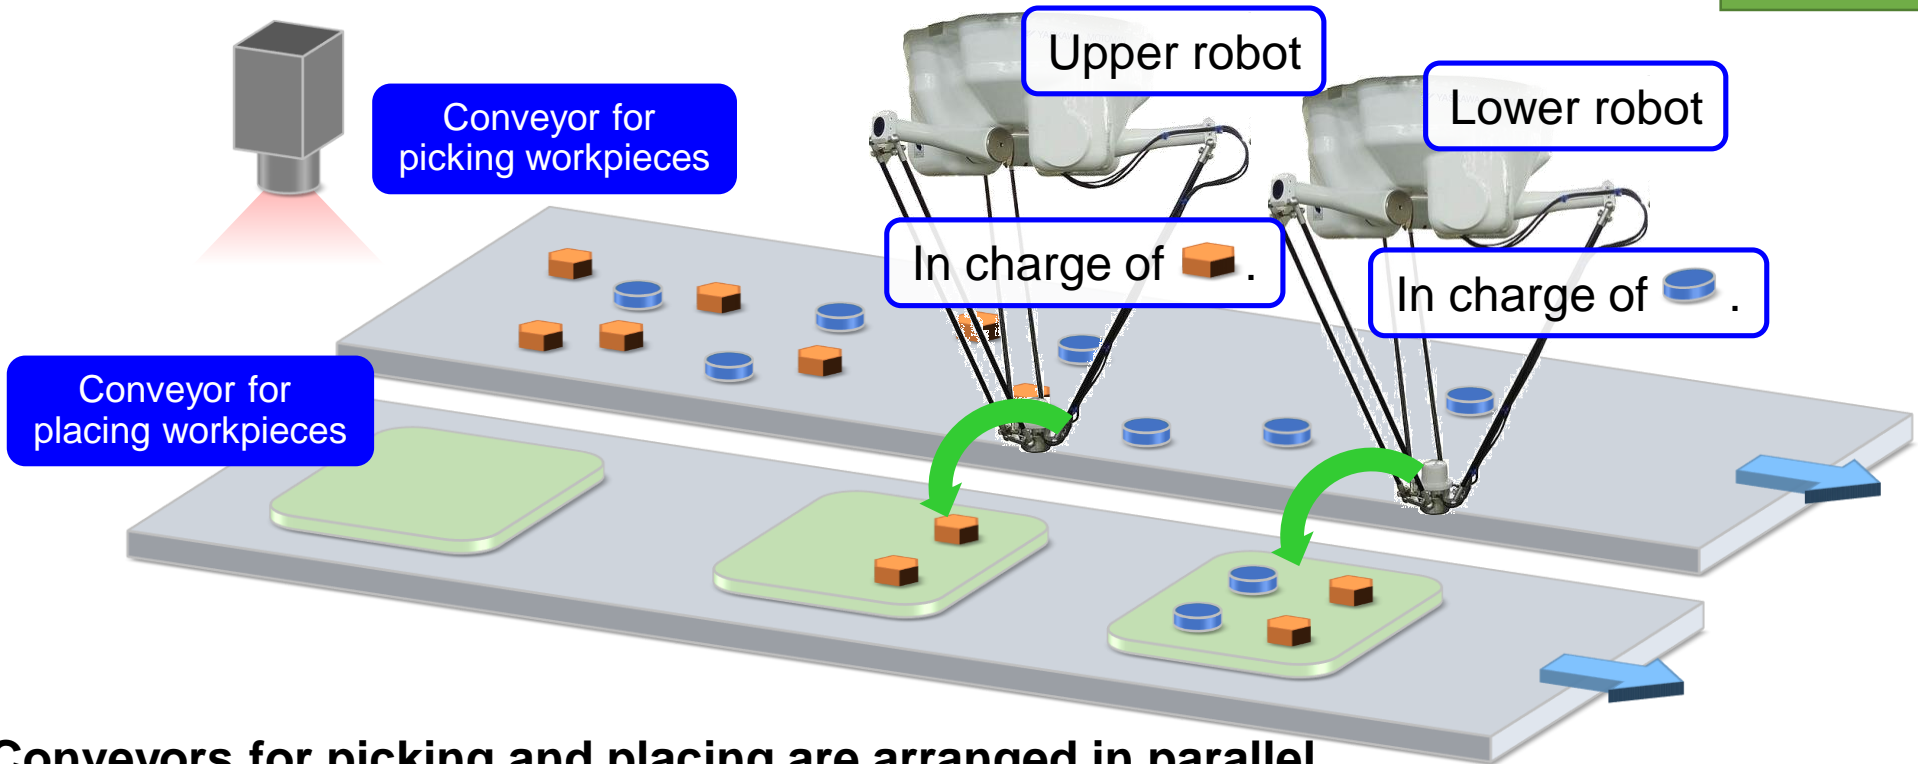 Upper robot
Lower robot
Conveyor for
picking workpieces
In charge of .
In charge of .
Conveyor for
placing workpieces
Conveyors for picking and placing are arranged in parallel